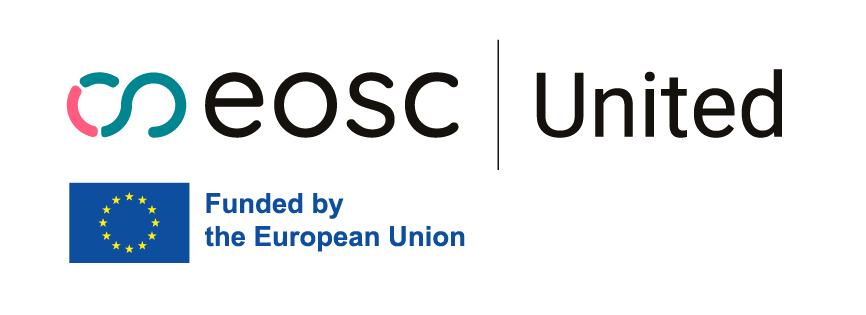 eosc | United
Funded by
the European Union